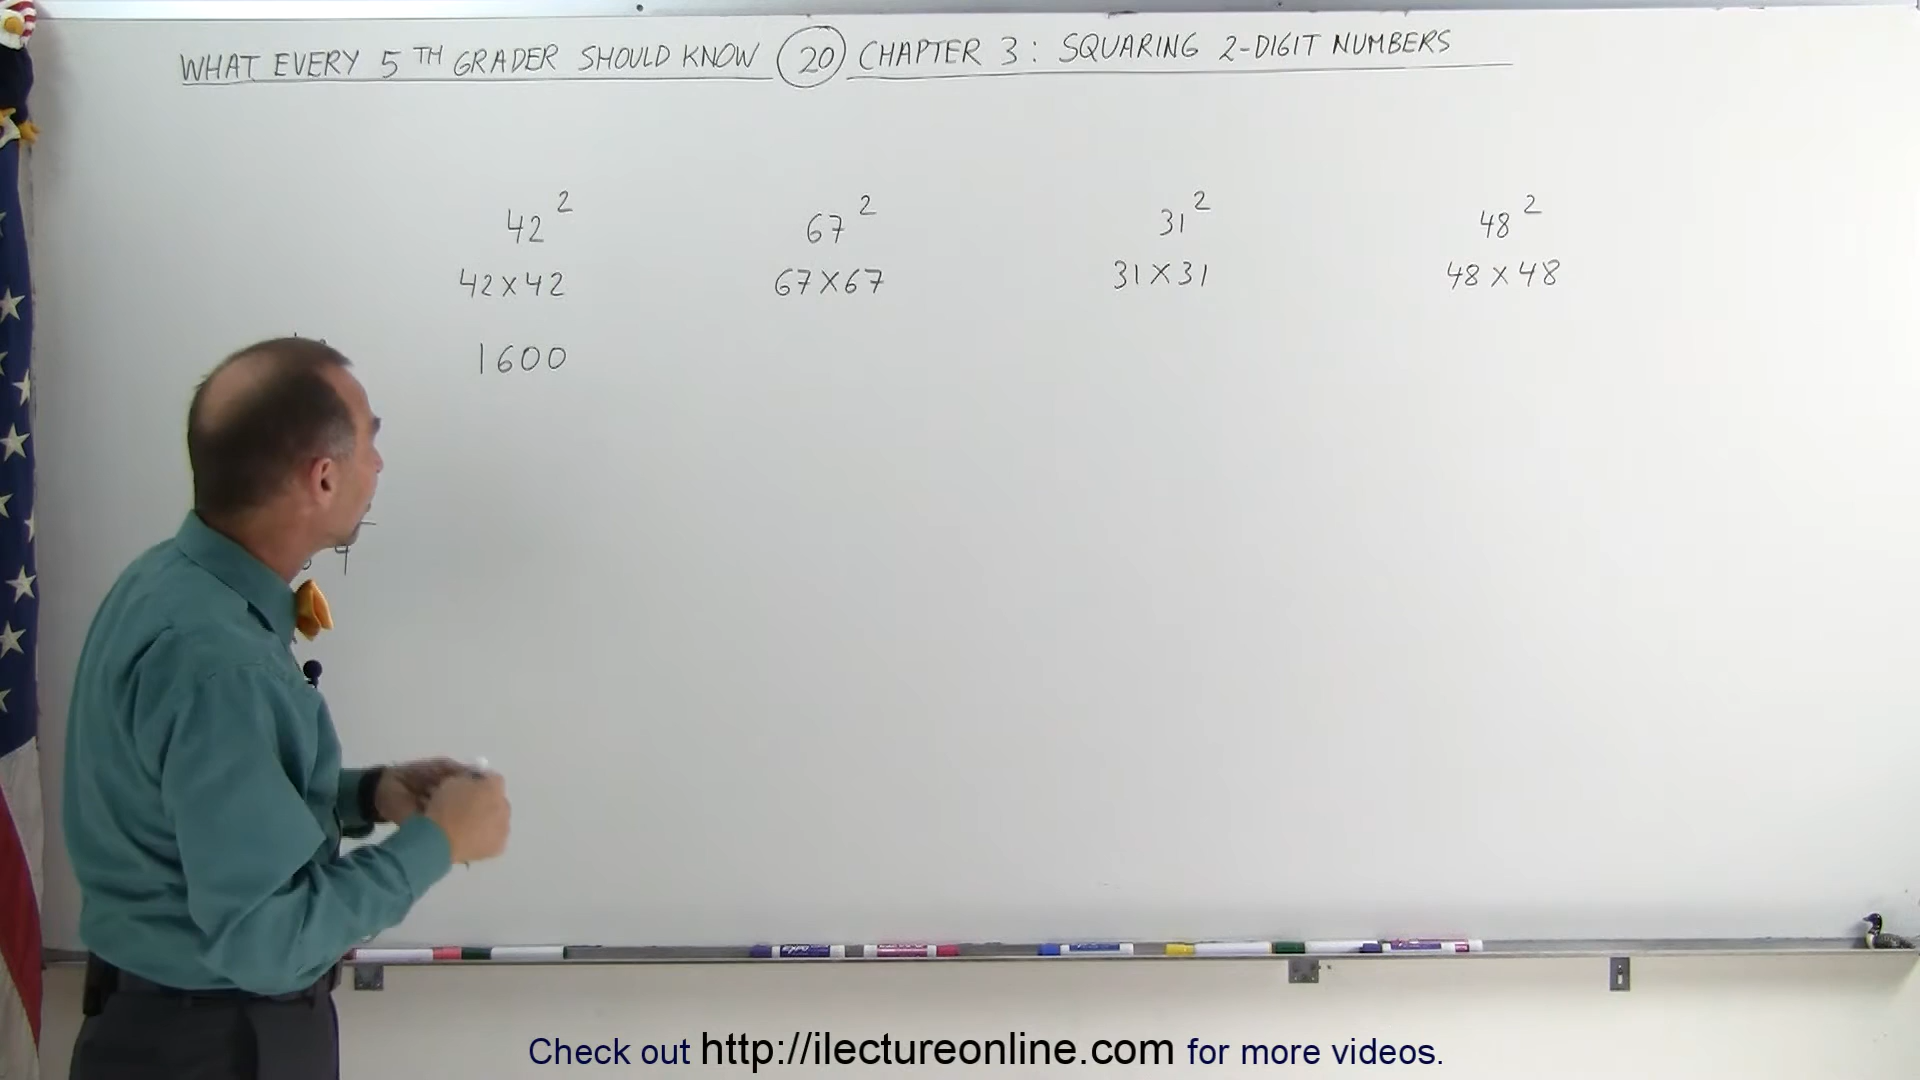 WHAT EVERY 5TH GRADER SHOULD KNOW 20 CHAPTER 3: SQUARING 2-DIGIT NUMBERS
42² 67² 31² 48²
42×42 67×67 31×31 48×48
1600
4
Check out http://ilectureonline.com for more videos.